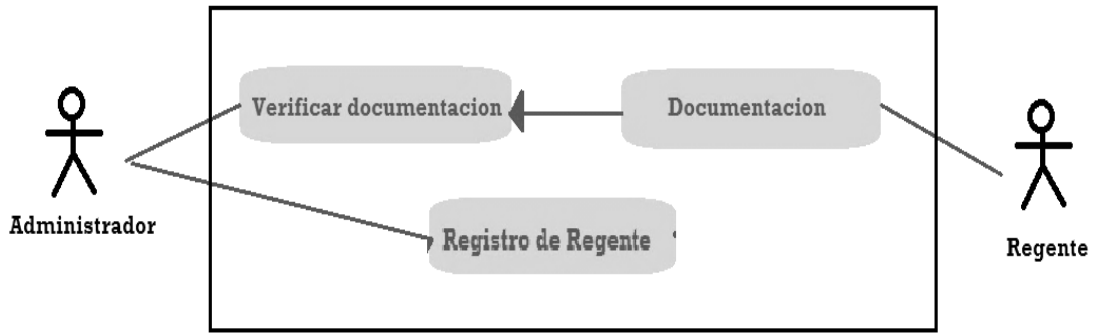 Verificar documentacion
Documentacion
Administrador
Registro de Regente
Regente